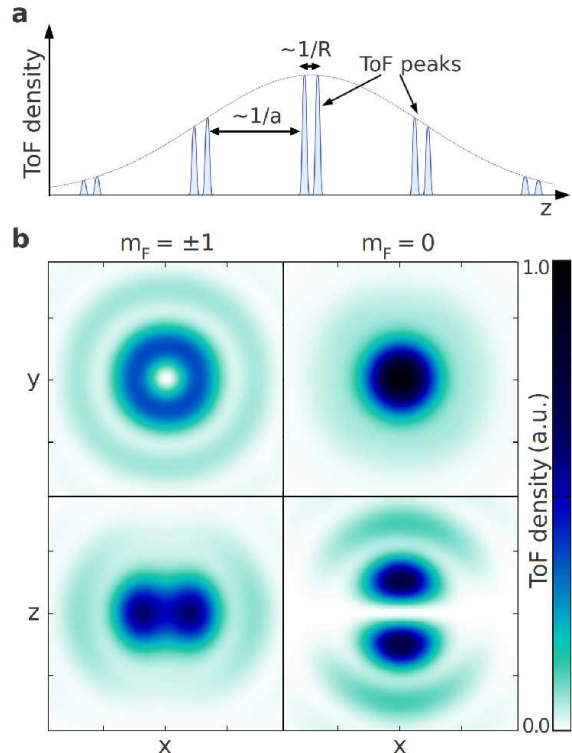 a
ToF density
~1/R
ToF peaks
~1/a
z
b
m_F = ±1
m_F = 0
y
z
x
x
1.0
ToF density (a.u.)
0.0